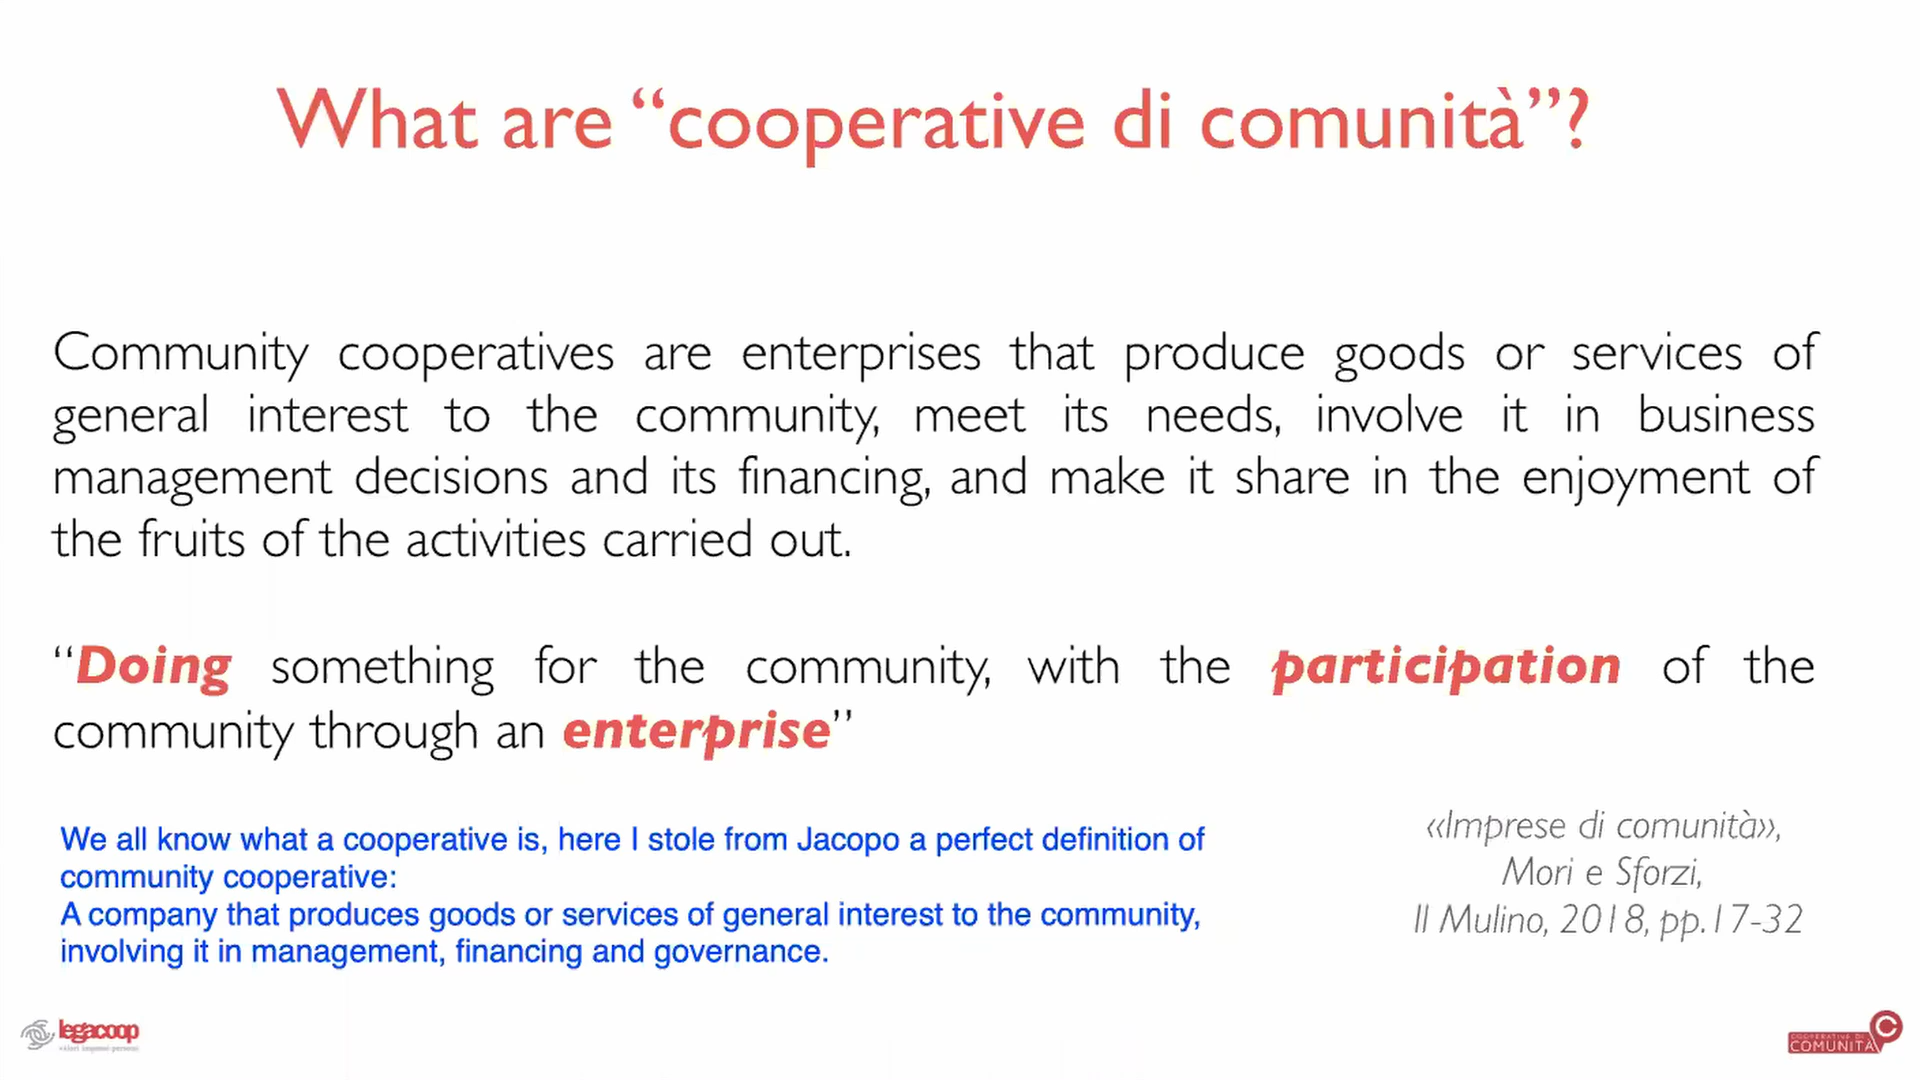 What are “cooperative di comunità”?
Community cooperatives are enterprises that produce goods or services of
general interest to the community, meet its needs, involve it in business
management decisions and its financing, and make it share in the enjoyment of
the fruits of the activities carried out.
“Doing something for the community, with the participation of the
community through an enterprise”
We all know what a cooperative is, here I stole from Jacopo a perfect definition of
community cooperative:
A company that produces goods or services of general interest to the community,
involving it in management, financing and governance.
«Imprese di comunità»,
Mori e Sforzi,
Il Mulino, 2018, pp.17-32
legacoop
COOPERATIVE DI
COMUNITÀ
C